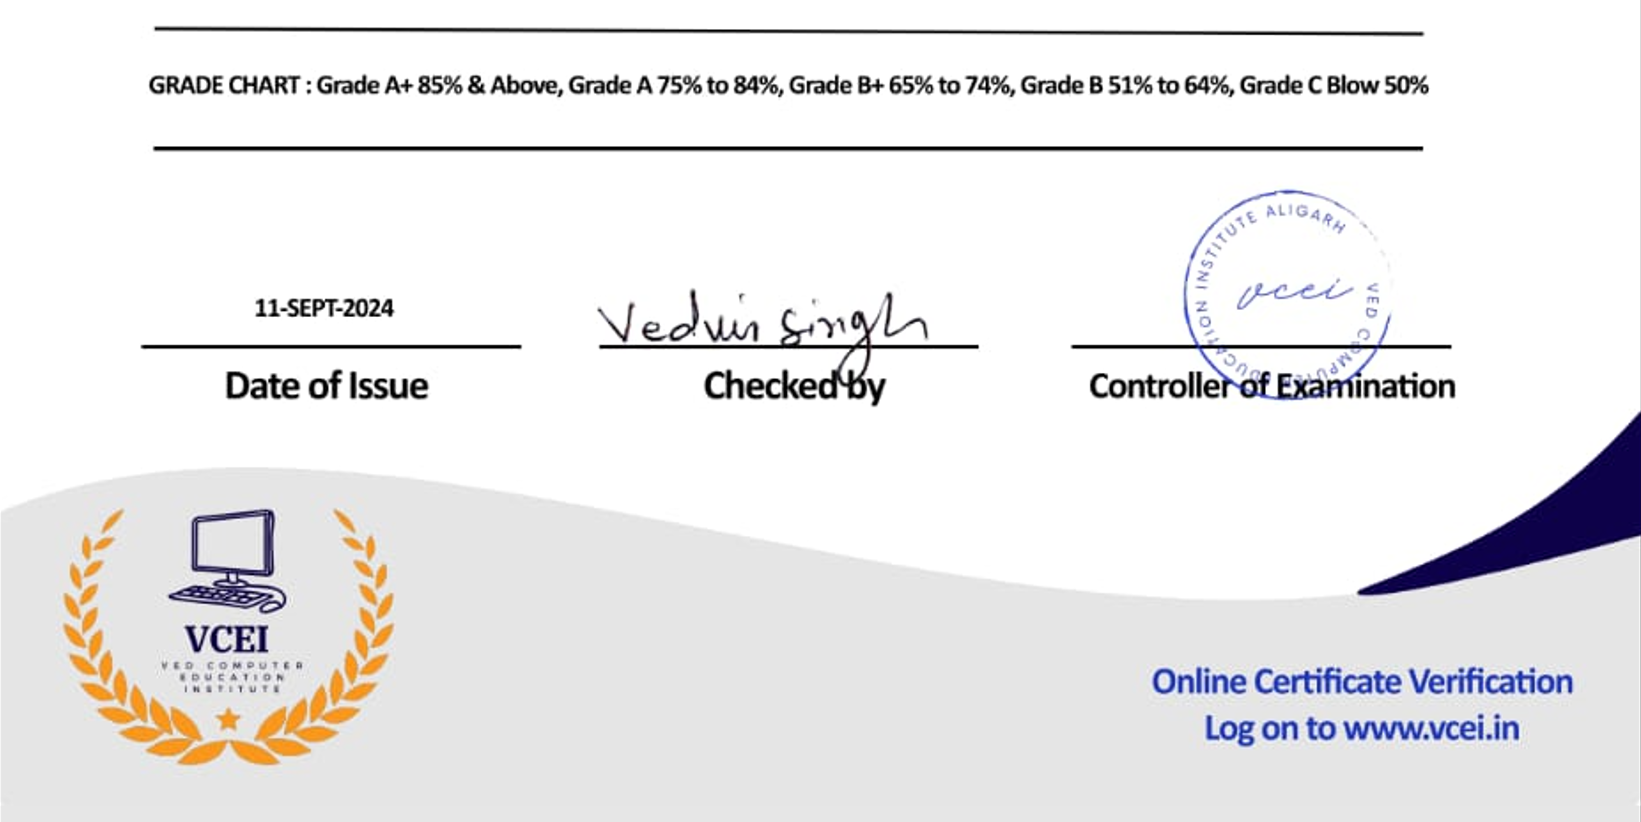 GRADE CHART : Grade A+ 85% & Above, Grade A 75% to 84%, Grade B+ 65% to 74%, Grade B 51% to 64%, Grade C Blow 50%
11-SEPT-2024
Vedvir Singh
Date of Issue
Checked by
Controller of Examination
VED COMPUTER EDUCATION INSTITUTE ALIGARH
vcei
VCEI
VED COMPUTER
EDUCATION
INSTITUTE
Online Certificate Verification
Log on to www.vcei.in